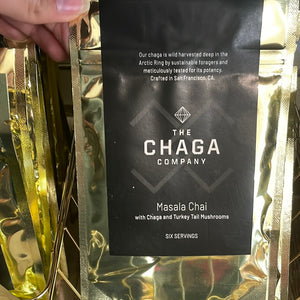 Our chaga is wild harvested deep in the
Arctic Ring by sustainable foragers and
meticulously tested for its potency.
Crafted in San Francisco, CA.
THE
CHAGA
COMPANY
Masala Chai
with Chaga and Turkey Tail Mushrooms
SIX SERVINGS